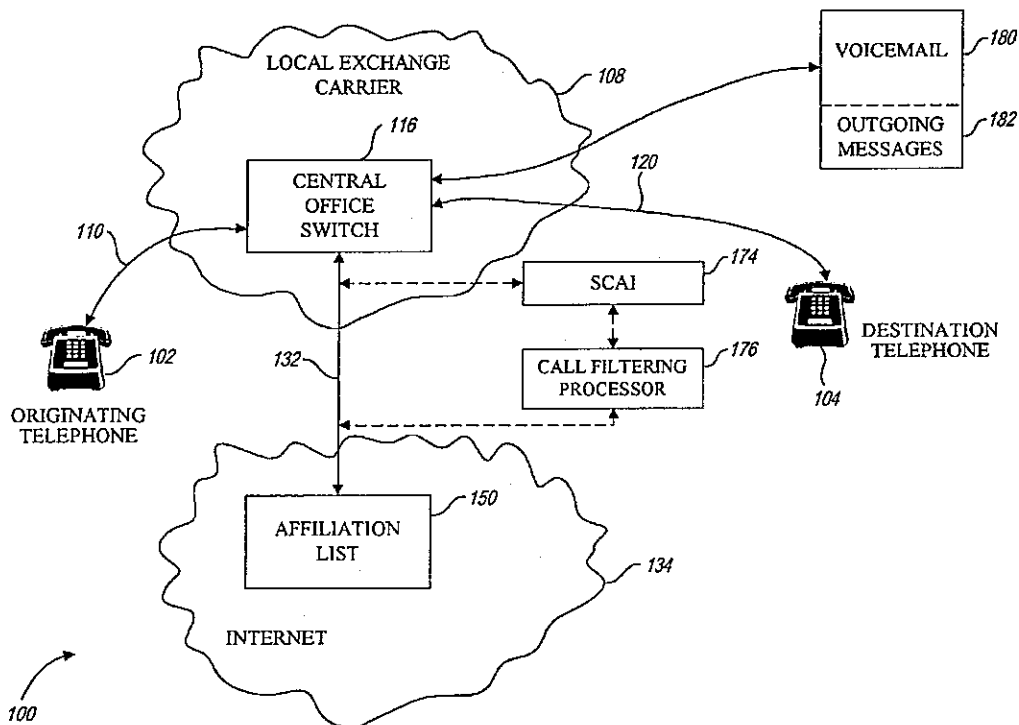 LOCAL EXCHANGE
CARRIER
108
116
CENTRAL
OFFICE
SWITCH
VOICEMAIL
180
OUTGOING
MESSAGES
182
120
110
174
SCAI
102
ORIGINATING
TELEPHONE
132
176
CALL FILTERING
PROCESSOR
DESTINATION
TELEPHONE
104
150
AFFILIATION
LIST
134
INTERNET
100